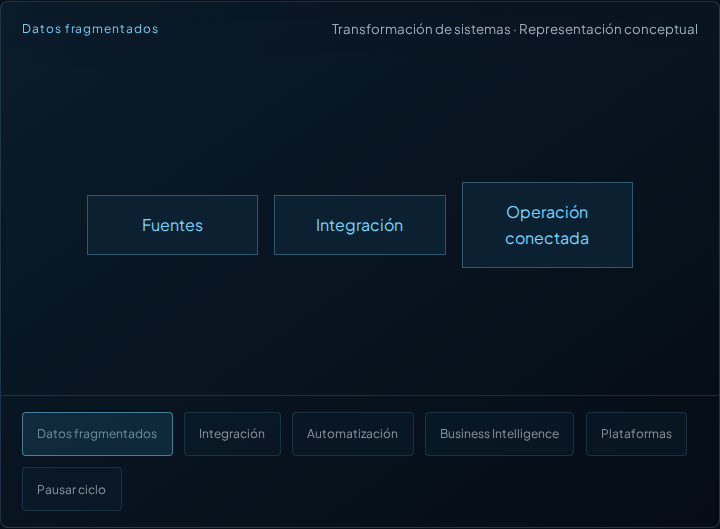 Datos fragmentados
Transformación de sistemas · Representación conceptual
Fuentes
Integración
Operación
conectada
Datos fragmentados
Integración
Automatización
Business Intelligence
Plataformas
Pausar ciclo